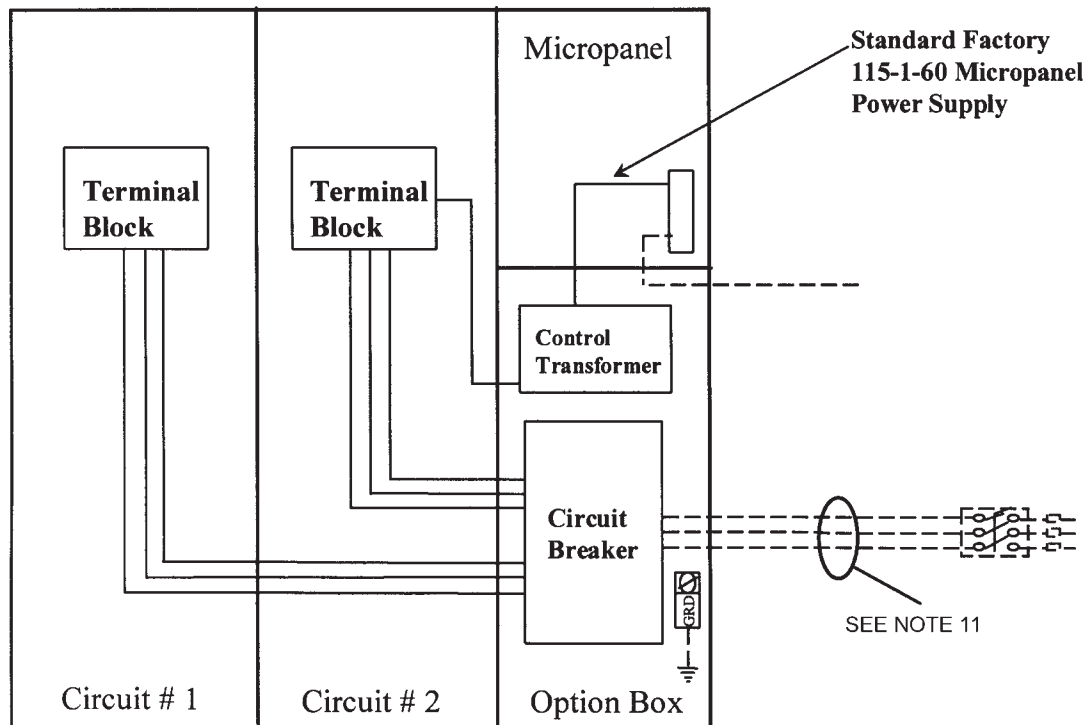 Micropanel
Standard Factory
115-1-60 Micropanel
Power Supply
Terminal
Block
Terminal
Block
Control
Transformer
Circuit
Breaker
GRD
SEE NOTE 11
Circuit # 1
Circuit # 2
Option Box